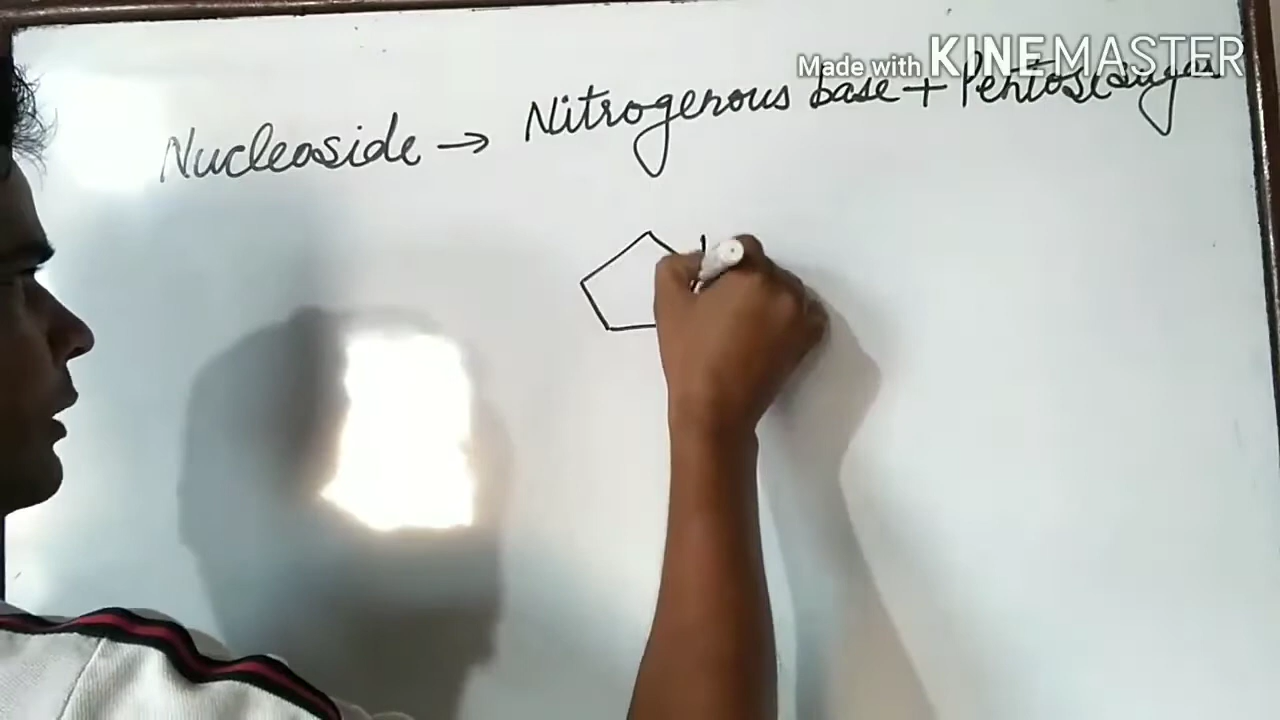 Made with KINEMASTER
Nucleoside → Nitrogenous base + Pentose sugar